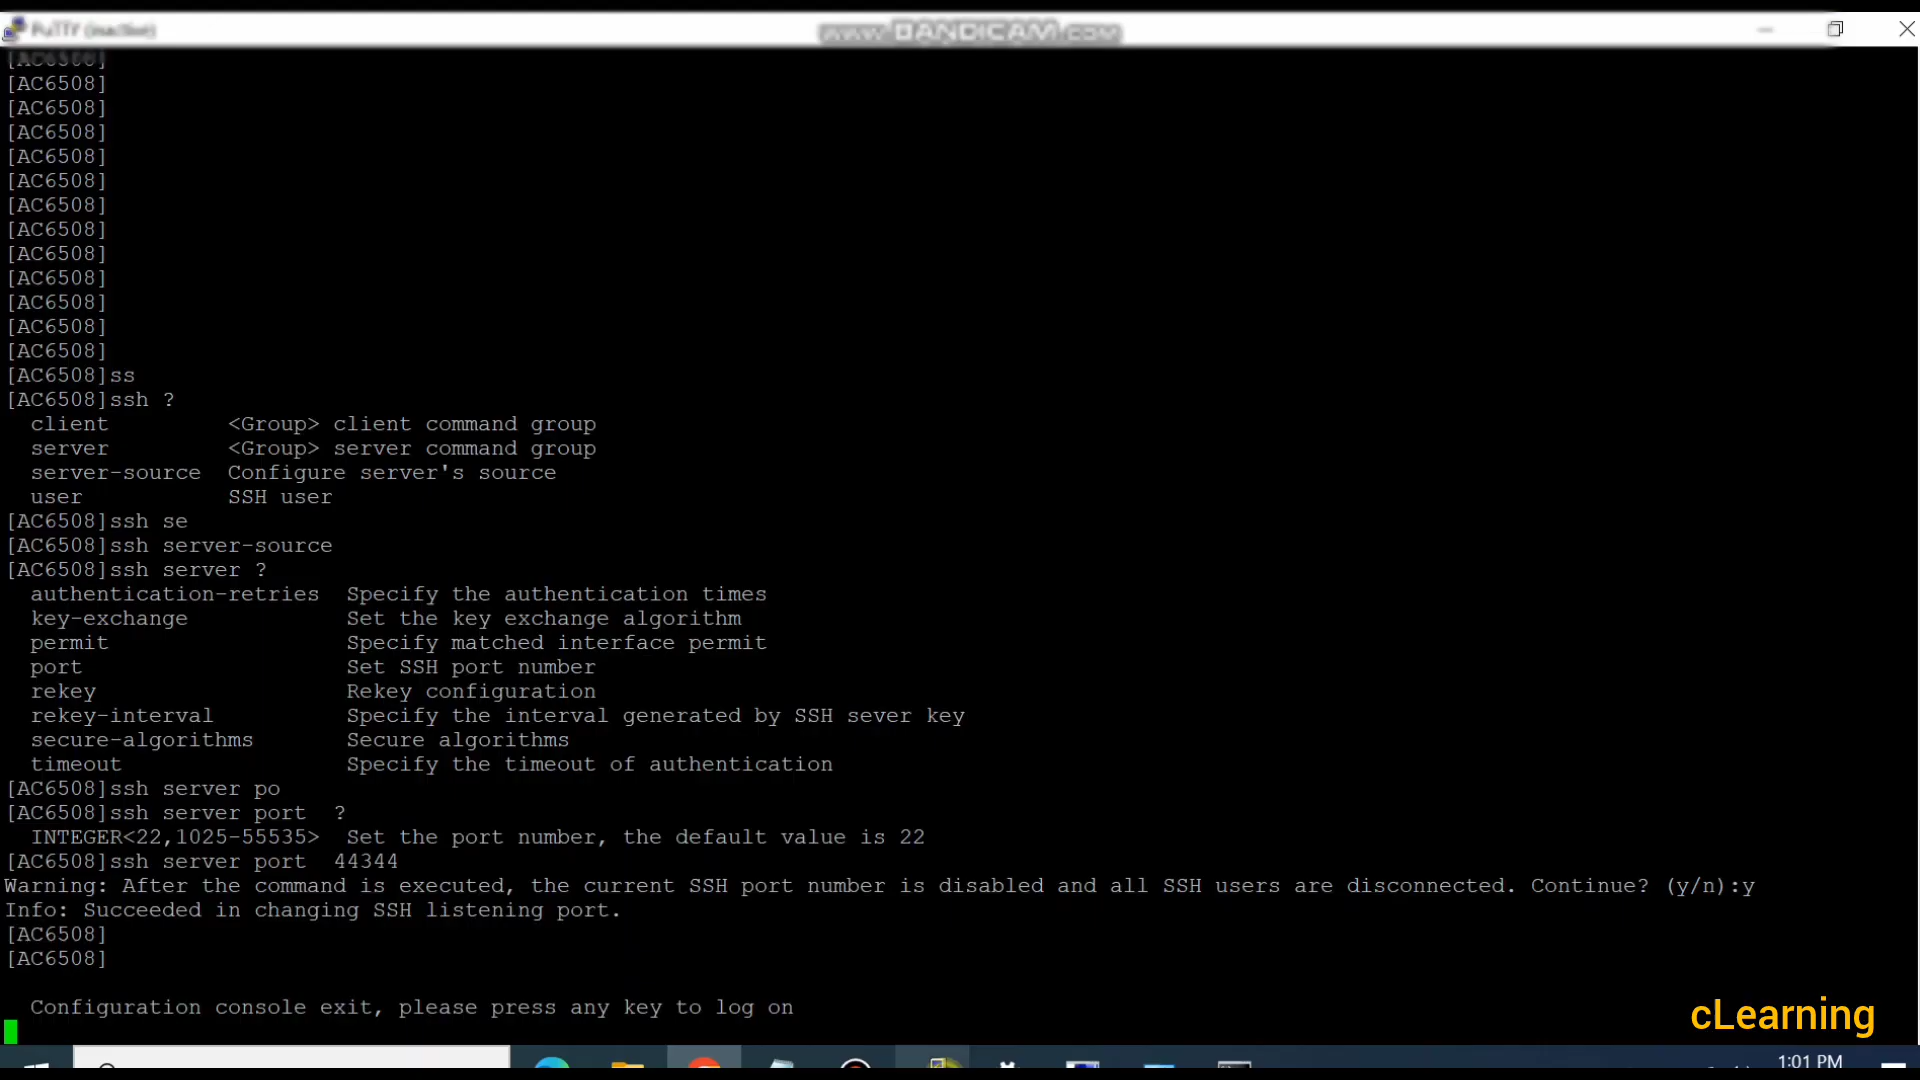 PuTTY (inactive)
www.BANDICAM.com
[AC6508]
[AC6508]
[AC6508]
[AC6508]
[AC6508]
[AC6508]
[AC6508]
[AC6508]
[AC6508]
[AC6508]
[AC6508]
[AC6508]
[AC6508]
[AC6508]ss
[AC6508]ssh ?
client <Group> client command group
server <Group> server command group
server-source Configure server's source
user SSH user
[AC6508]ssh se
[AC6508]ssh server-source
[AC6508]ssh server ?
authentication-retries Specify the authentication times
key-exchange Set the key exchange algorithm
permit Specify matched interface permit
port Set SSH port number
rekey Rekey configuration
rekey-interval Specify the interval generated by SSH sever key
secure-algorithms Secure algorithms
timeout Specify the timeout of authentication
[AC6508]ssh server po
[AC6508]ssh server port ?
INTEGER<22,1025-55535> Set the port number, the default value is 22
[AC6508]ssh server port 44344
Warning: After the command is executed, the current SSH port number is disabled and all SSH users are disconnected. Continue? (y/n):y
Info: Succeeded in changing SSH listening port.
[AC6508]
[AC6508]
Configuration console exit, please press any key to log on
cLearning
1:01 PM